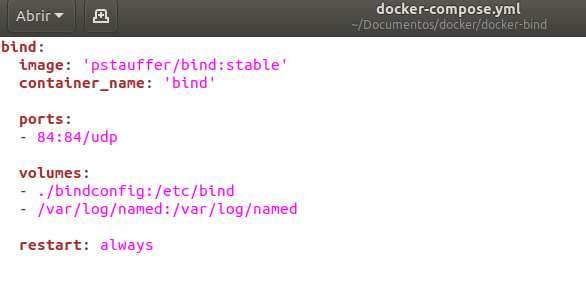 Abrir
docker-compose.yml
~/Documentos/docker/docker-bind
bind:
  image: 'pstauffer/bind:stable'
  container_name: 'bind'

  ports:
  - 84:84/udp

  volumes:
  - ./bindconfig:/etc/bind
  - /var/log/named:/var/log/named

  restart: always